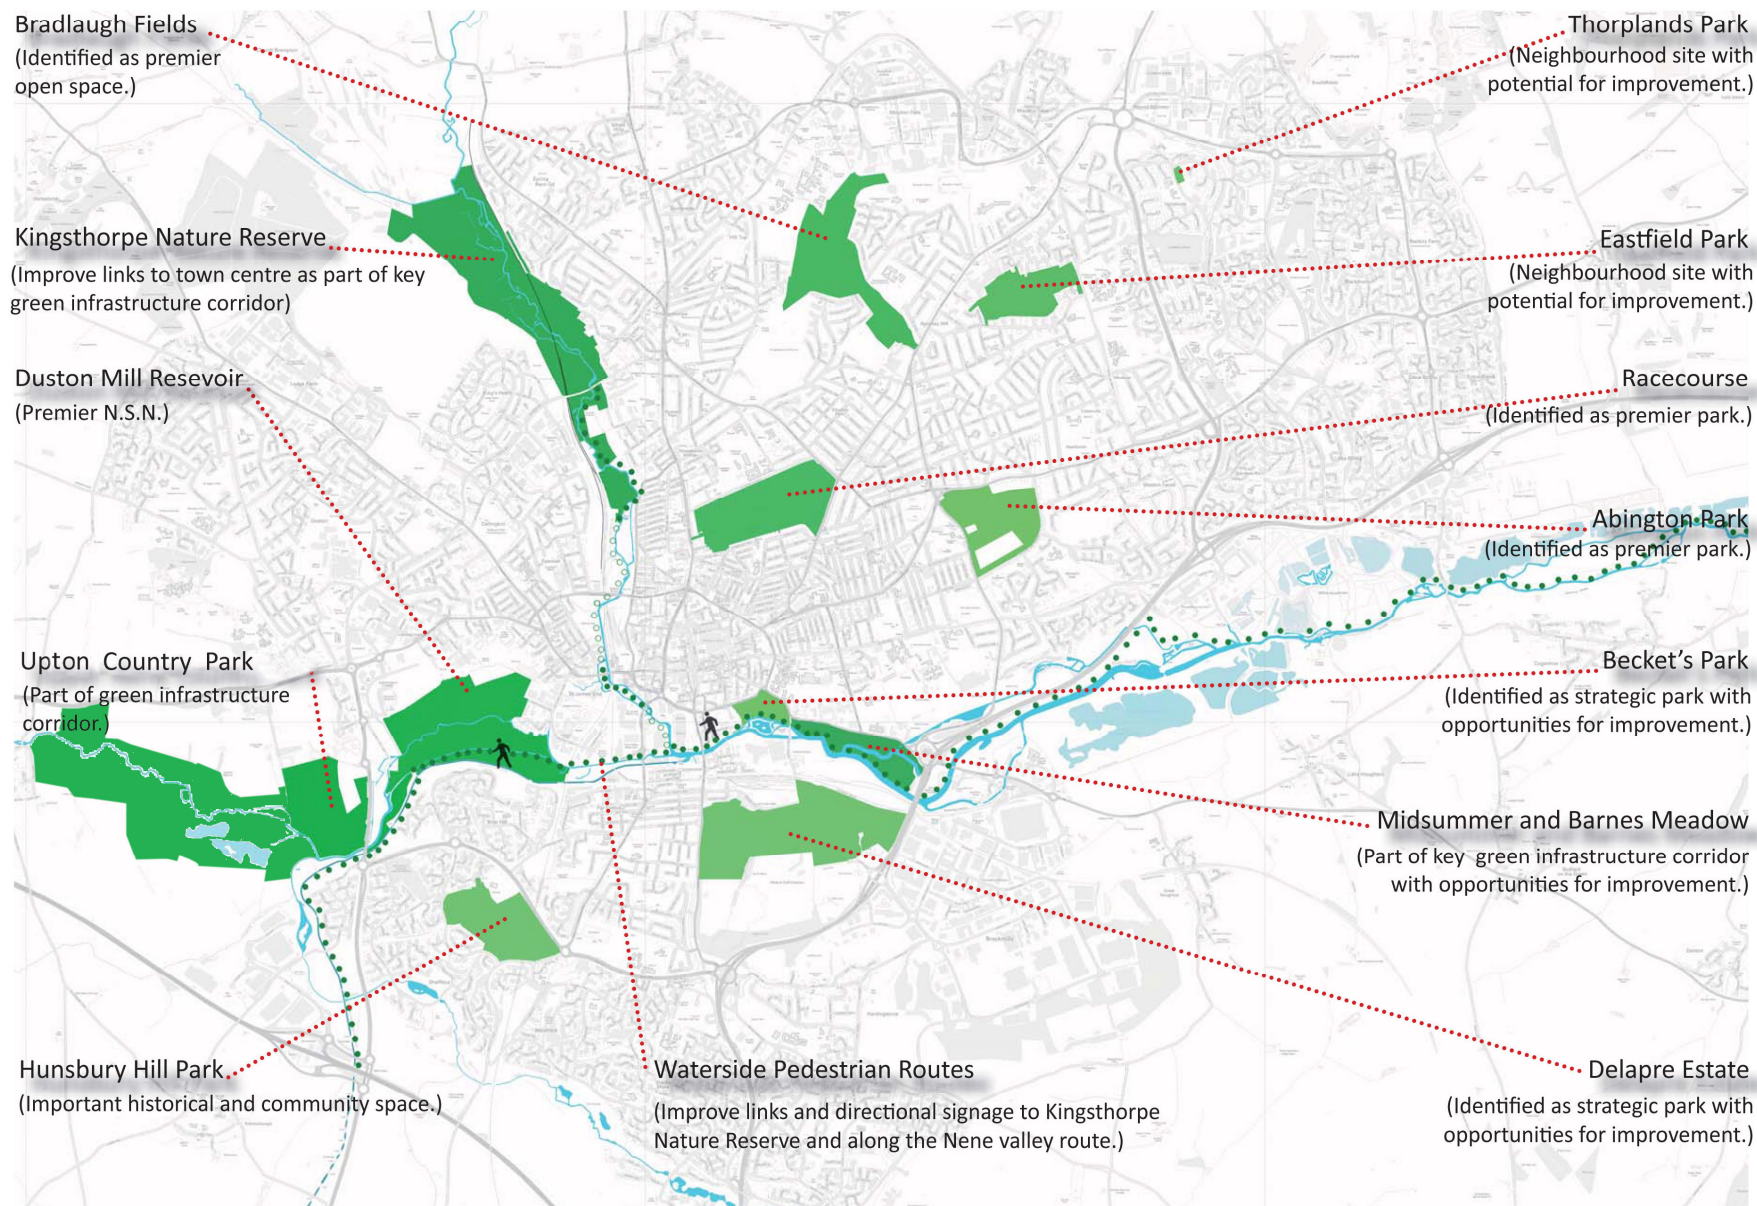 Bradlaugh Fields
(Identified as premier
open space.)
Thorplands Park
(Neighbourhood site with
potential for improvement.)
Kingsthorpe Nature Reserve
(Improve links to town centre as part of key
green infrastructure corridor)
Eastfield Park
(Neighbourhood site with
potential for improvement.)
Duston Mill Resevoir
(Premier N.S.N.)
Racecourse
(Identified as premier park.)
Abington Park
(Identified as premier park.)
Upton Country Park
(Part of green infrastructure
corridor.)
Becket’s Park
(Identified as strategic park with
opportunities for improvement.)
Midsummer and Barnes Meadow
(Part of key green infrastructure corridor
with opportunities for improvement.)
Hunsbury Hill Park
(Important historical and community space.)
Waterside Pedestrian Routes
(Improve links and directional signage to Kingsthorpe
Nature Reserve and along the Nene valley route.)
Delapre Estate
(Identified as strategic park with
opportunities for improvement.)